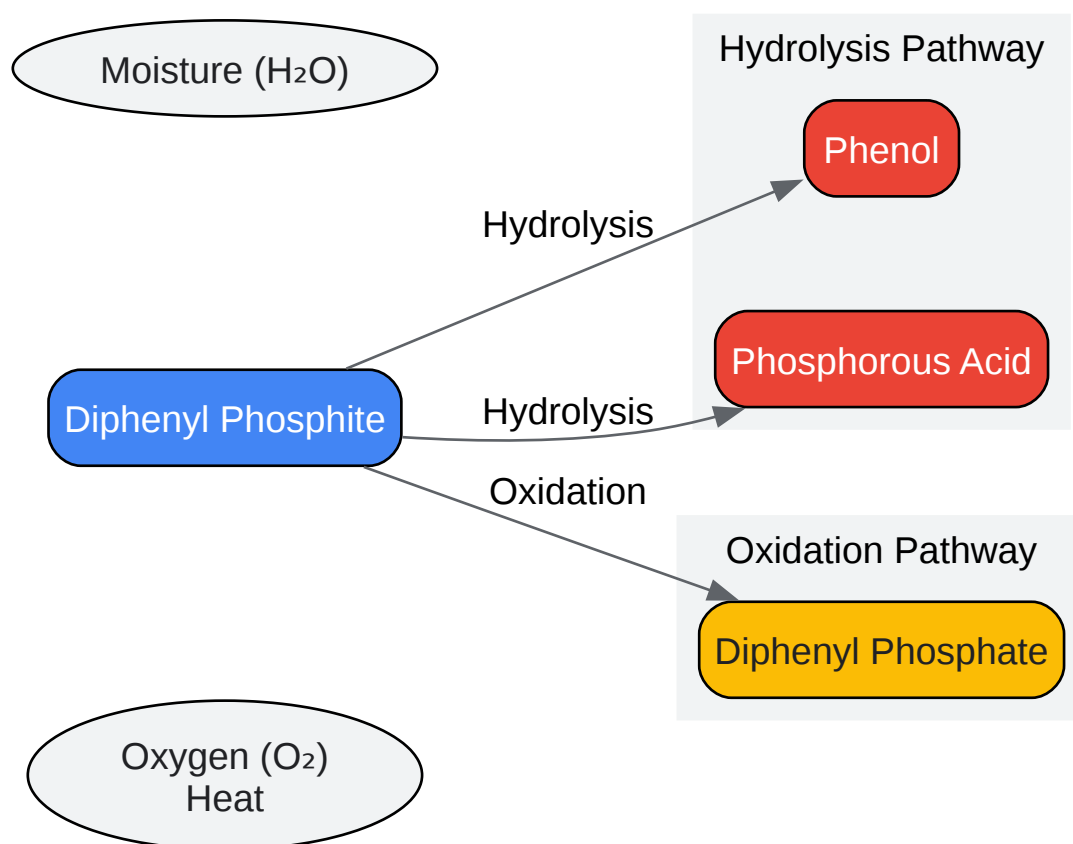 Moisture (H₂O)
Hydrolysis Pathway
Phenol
Hydrolysis
Phosphorous Acid
Diphenyl Phosphite
Hydrolysis
Oxidation
Oxidation Pathway
Diphenyl Phosphate
Oxygen (O₂)
Heat